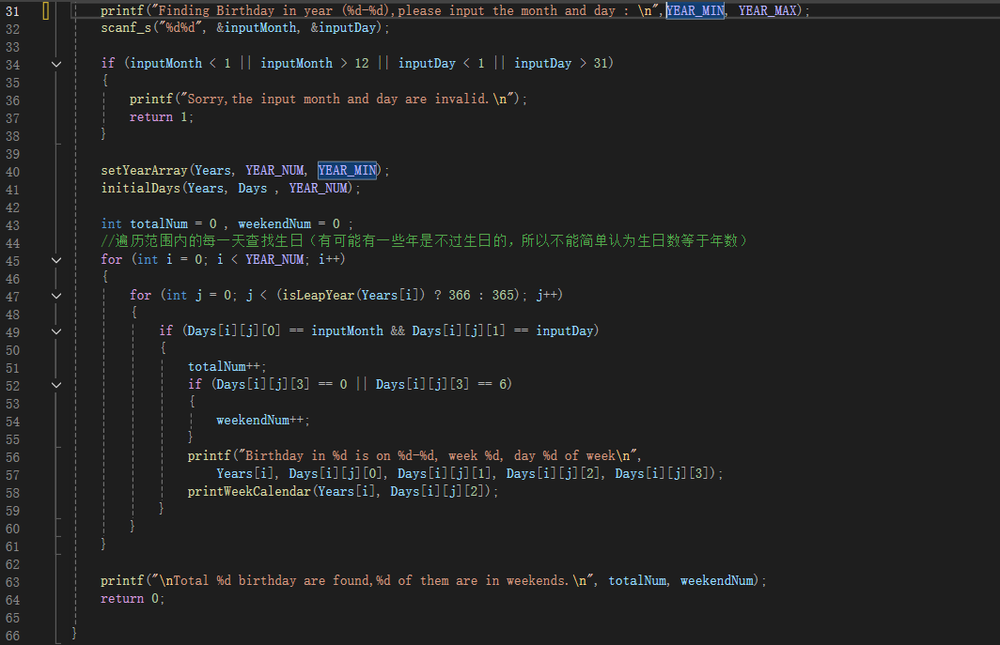 31 printf("Finding Birthday in year (%d-%d),please input the month and day : \n",YEAR_MIN, YEAR_MAX);
32 scanf_s("%d%d", &inputMonth, &inputDay);
33
34 if (inputMonth < 1 || inputMonth > 12 || inputDay < 1 || inputDay > 31)
35 {
36 printf("Sorry,the input month and day are invalid.\n");
37 return 1;
38 }
39
40 setYearArray(Years, YEAR_NUM, YEAR_MIN);
41 initialDays(Years, Days , YEAR_NUM);
42
43 int totalNum = 0 , weekendNum = 0 ;
44 //遍历范围内的每一天查找生日（有可能有一些年是不过生日的，所以不能简单认为生日数等于年数）
45 for (int i = 0; i < YEAR_NUM; i++)
46 {
47 for (int j = 0; j < (isLeapYear(Years[i]) ? 366 : 365); j++)
48 {
49 if (Days[i][j][0] == inputMonth && Days[i][j][1] == inputDay)
50 {
51 totalNum++;
52 if (Days[i][j][3] == 0 || Days[i][j][3] == 6)
53 {
54 weekendNum++;
55 }
56 printf("Birthday in %d is on %d-%d, week %d, day %d of week\n",
57 Years[i], Days[i][j][0], Days[i][j][1], Days[i][j][2], Days[i][j][3]);
58 printWeekCalendar(Years[i], Days[i][j][2]);
59 }
60 }
61 }
62
63 printf("\nTotal %d birthday are found,%d of them are in weekends.\n", totalNum, weekendNum);
64 return 0;
65
66 }